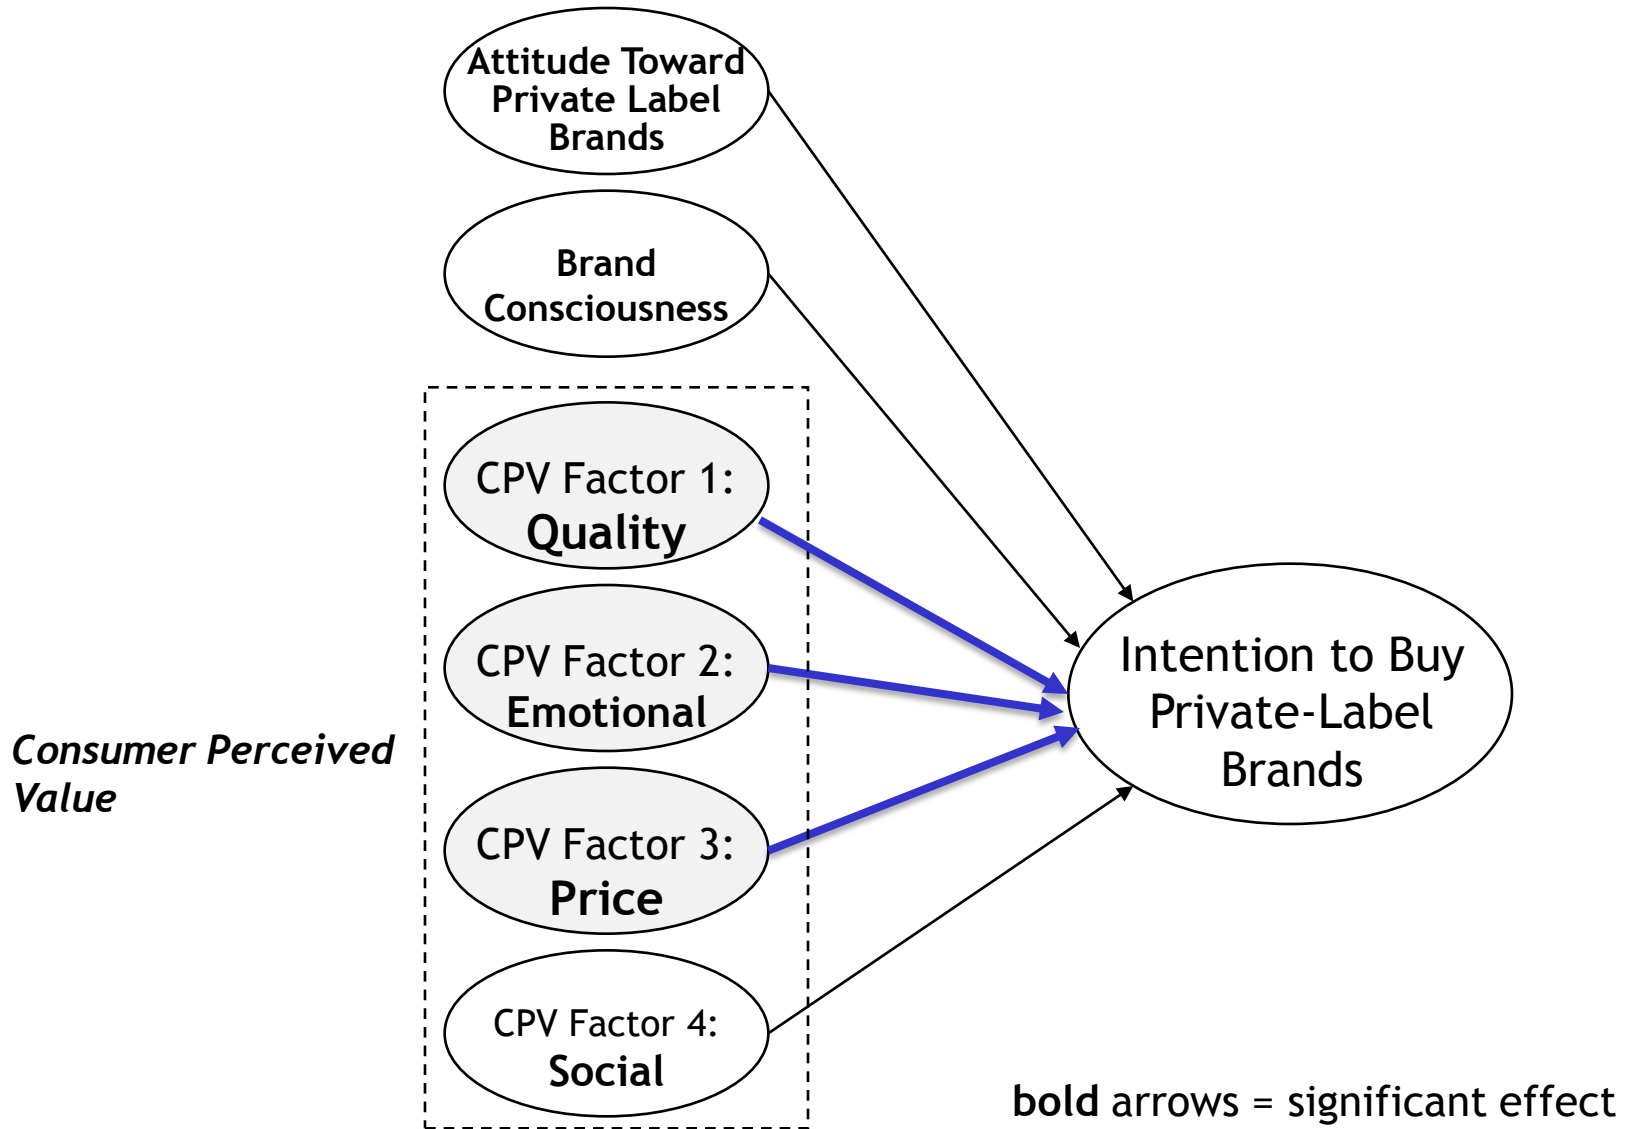 Attitude Toward
Private Label
Brands
Brand
Consciousness
CPV Factor 1:
Quality
CPV Factor 2:
Emotional
CPV Factor 3:
Price
CPV Factor 4:
Social
Consumer Perceived
Value
Intention to Buy
Private-Label
Brands
bold arrows = significant effect